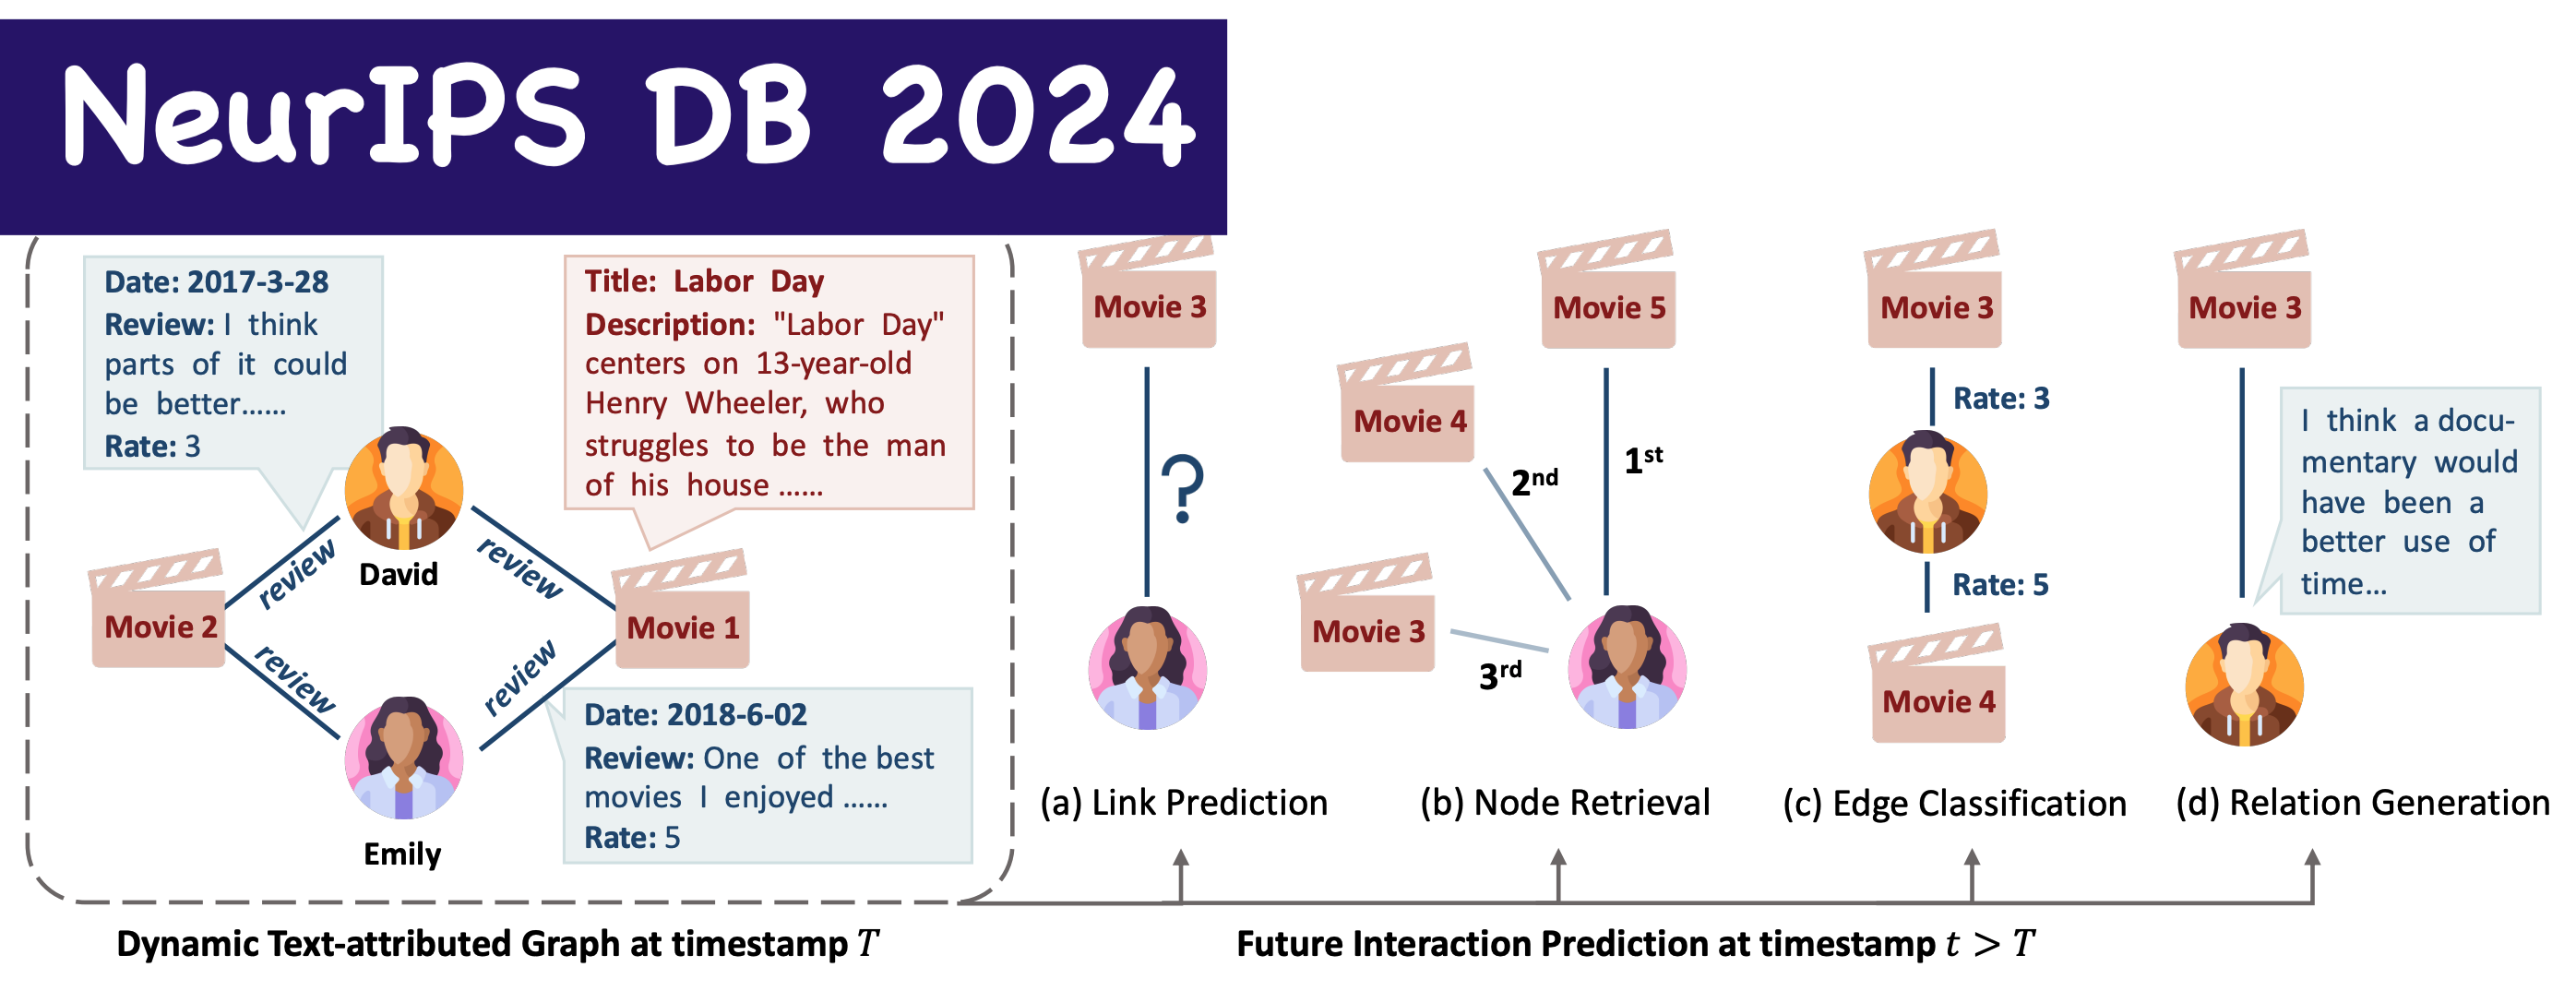 NeurIPS DB 2024
Date: 2017-3-28
Review: I think
parts of it could
be better......
Rate: 3
Title: Labor Day
Description: "Labor Day"
centers on 13-year-old
Henry Wheeler, who
struggles to be the man
of his house ......
David
review
review
Movie 2
Movie 1
review
review
Emily
Date: 2018-6-02
Review: One of the best
movies I enjoyed ......
Rate: 5
Dynamic Text-attributed Graph at timestamp T
Movie 3
?
(a) Link Prediction
Movie 5
Movie 4
1st
2nd
Movie 3
3rd
(b) Node Retrieval
Movie 3
Rate: 3
Rate: 5
Movie 4
(c) Edge Classification
Movie 3
I think a docu-
mentary would
have been a
better use of
time...
(d) Relation Generation
Future Interaction Prediction at timestamp t > T